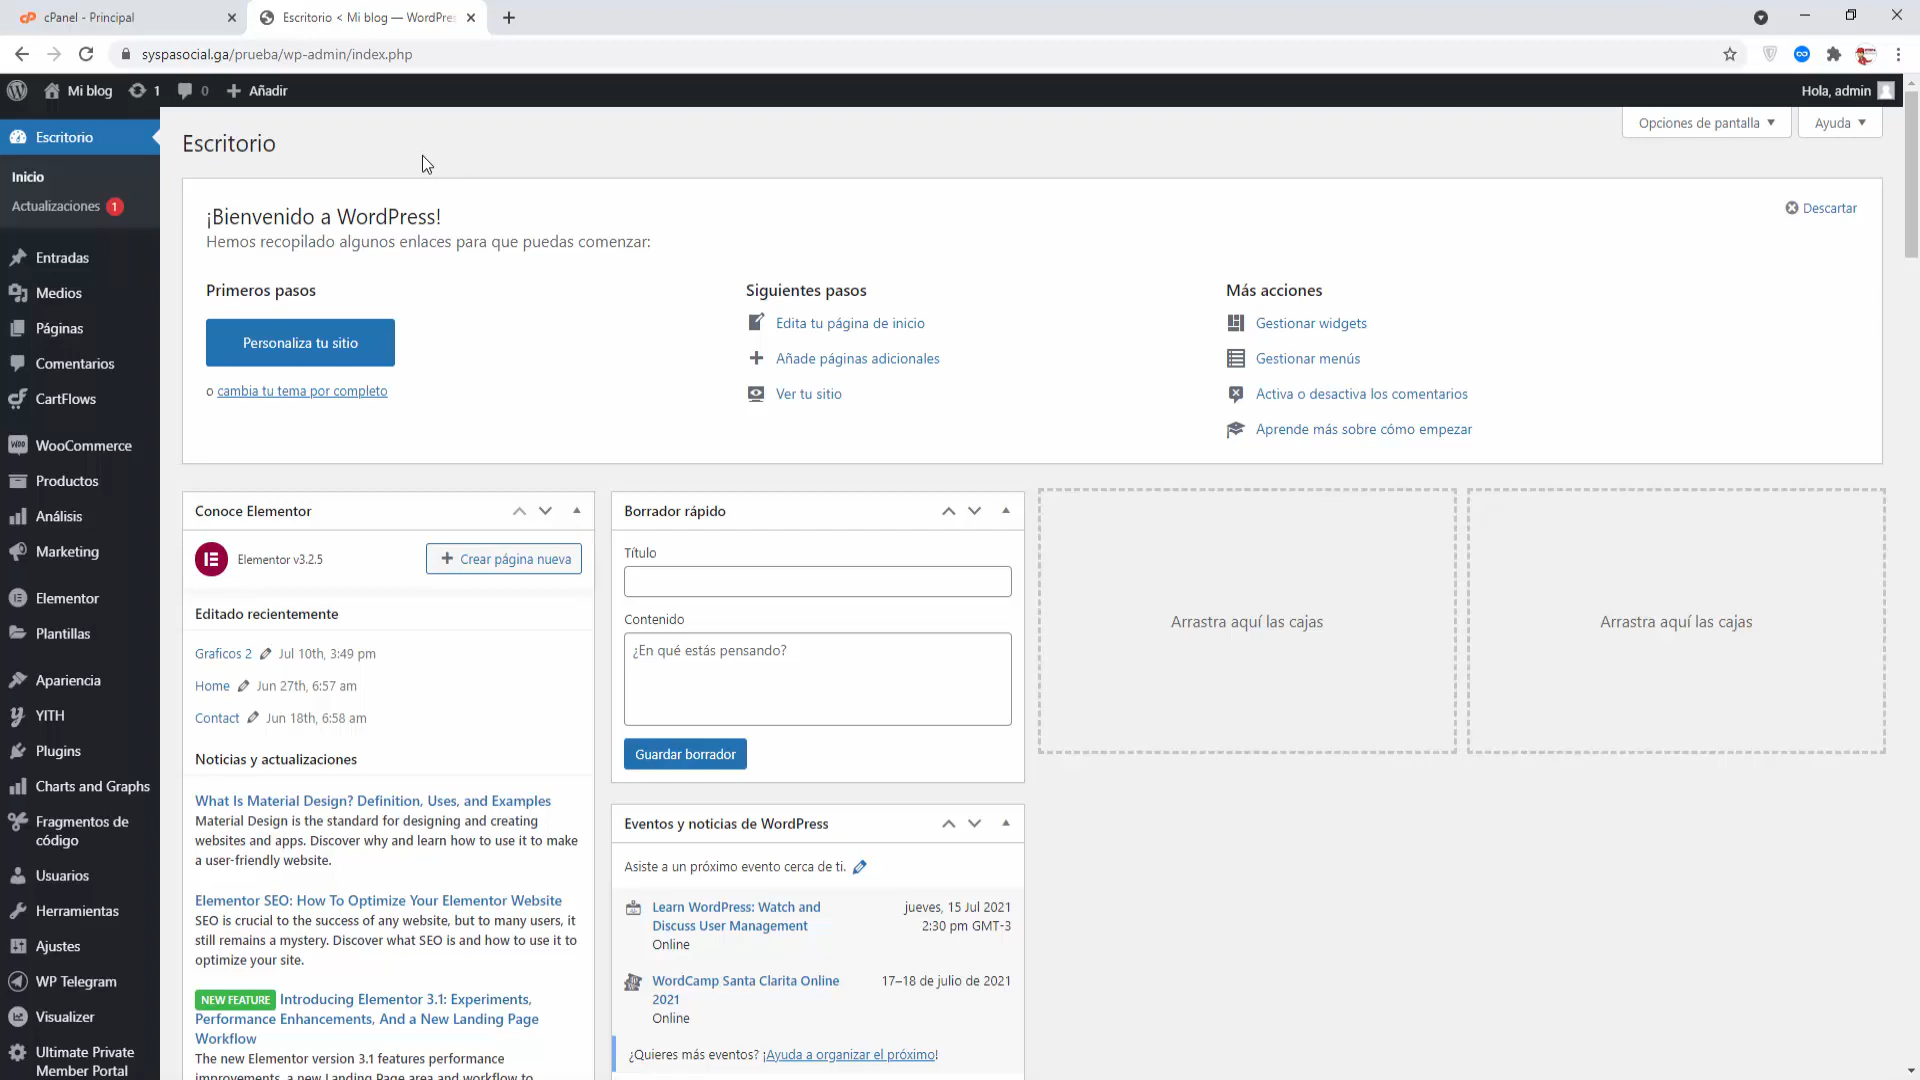 cPanel - Principal
Escritorio < Mi blog — WordPre
syspasocial.ga/prueba/wp-admin/index.php
Mi blog
1
0
Añadir
Hola, admin
Escritorio
Inicio
Actualizaciones 1
Entradas
Medios
Páginas
Comentarios
CartFlows
WooCommerce
Productos
Análisis
Marketing
Elementor
Plantillas
Apariencia
YITH
Plugins
Charts and Graphs
Fragmentos de
código
Usuarios
Herramientas
Ajustes
WP Telegram
Visualizer
Ultimate Private
Member Portal
Escritorio
Opciones de pantalla
Ayuda
¡Bienvenido a WordPress!
Descartar
Hemos recopilado algunos enlaces para que puedas comenzar:
Primeros pasos
Personaliza tu sitio
o cambia tu tema por completo
Siguientes pasos
Edita tu página de inicio
Añade páginas adicionales
Ver tu sitio
Más acciones
Gestionar widgets
Gestionar menús
Activa o desactiva los comentarios
Aprende más sobre cómo empezar
Conoce Elementor
Elementor v3.2.5
Crear página nueva
Editado recientemente
Graficos 2 Jul 10th, 3:49 pm
Home Jun 27th, 6:57 am
Contact Jun 18th, 6:58 am
Noticias y actualizaciones
What Is Material Design? Definition, Uses, and Examples
Material Design is the standard for designing and creating
websites and apps. Discover why and learn how to use it to make
a user-friendly website.
Elementor SEO: How To Optimize Your Elementor Website
SEO is crucial to the success of any website, but to many users, it
still remains a mystery. Discover what SEO is and how to use it to
optimize your site.
NEW FEATURE Introducing Elementor 3.1: Experiments,
Performance Enhancements, And a New Landing Page
Workflow
The new Elementor version 3.1 features performance
improvements, a new Landing Page area and workflow to
Borrador rápido
Título
Contenido
¿En qué estás pensando?
Guardar borrador
Eventos y noticias de WordPress
Asiste a un próximo evento cerca de ti.
Learn WordPress: Watch and
Discuss User Management
Online
jueves, 15 Jul 2021
2:30 pm GMT-3
WordCamp Santa Clarita Online
2021
Online
17–18 de julio de 2021
¿Quieres más eventos? ¡Ayuda a organizar el próximo!
Arrastra aquí las cajas
Arrastra aquí las cajas